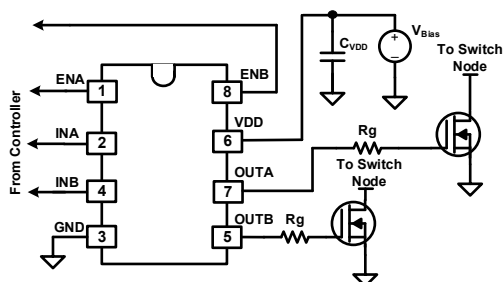 From Controller
ENA
1
INA
2
INB
4
GND
3
ENB
8
VDD
6
OUTA
7
OUTB
5
CVDD
VBias
Rg
To Switch
Node
Rg
To Switch
Node